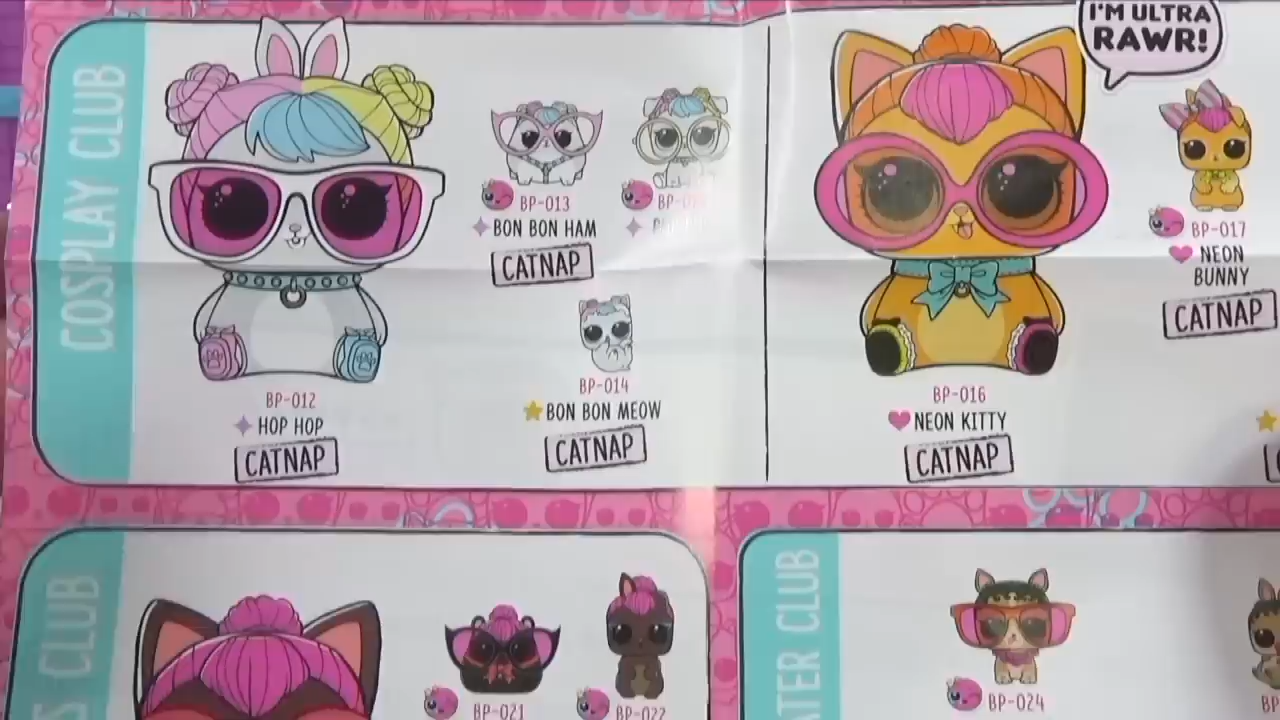 COSPLAY CLUB
I'M ULTRA
RAWR!
BP-013
BON BON HAM
CATNAP
BP-014
BON BON MEOW
CATNAP
BP-012
HOP HOP
CATNAP
BP-016
NEON KITTY
CATNAP
BP-017
NEON
BUNNY
CATNAP
CLUB
BP-021
BP-022
CLUB
BP-024